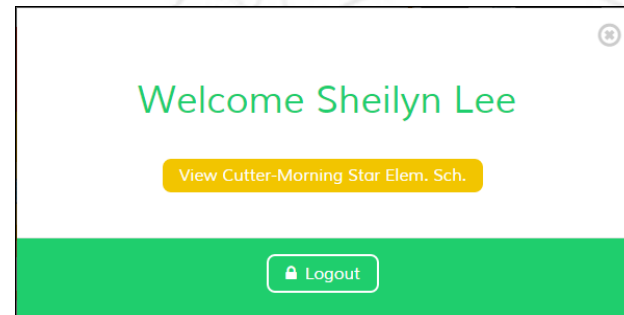 Welcome Sheilyn Lee
View Cutter-Morning Star Elem. Sch.
Logout